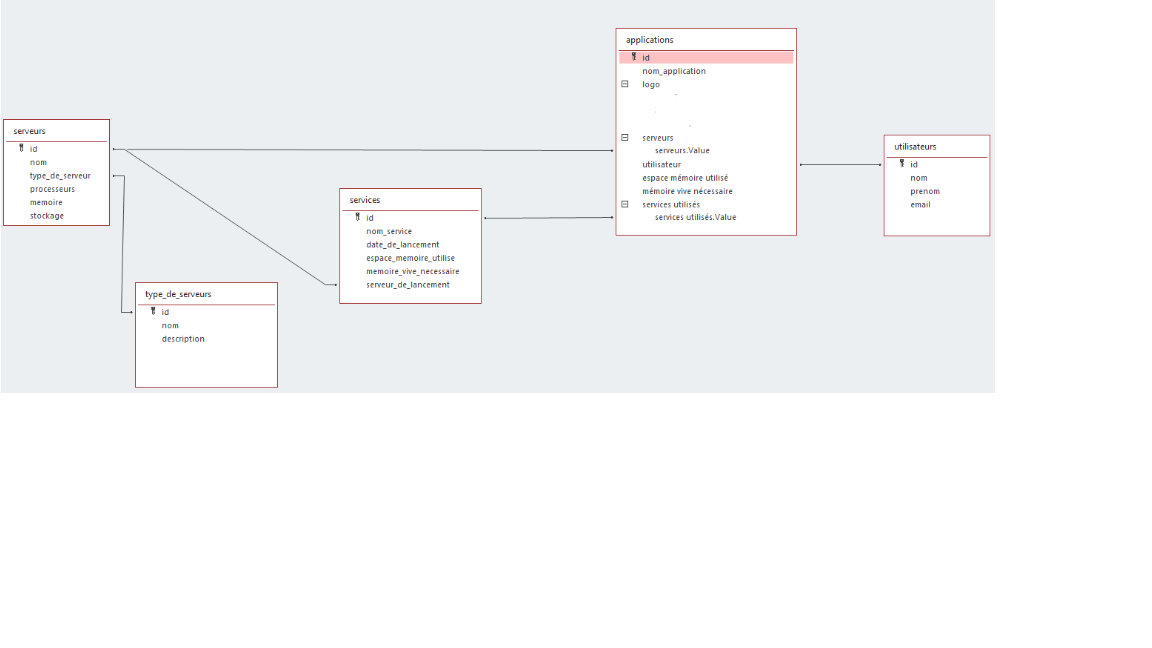 serveurs
id
nom
type_de_serveur
processeurs
memoire
stockage
type_de_serveurs
id
nom
description
services
id
nom_service
date_de_lancement
espace_memoire_utilise
memoire_vive_necessaire
serveur_de_lancement
applications
id
nom_application
logo
serveurs
serveurs.Value
utilisateur
espace mémoire utilisé
mémoire vive nécessaire
services utilisés
services utilisés.Value
utilisateurs
id
nom
prenom
email